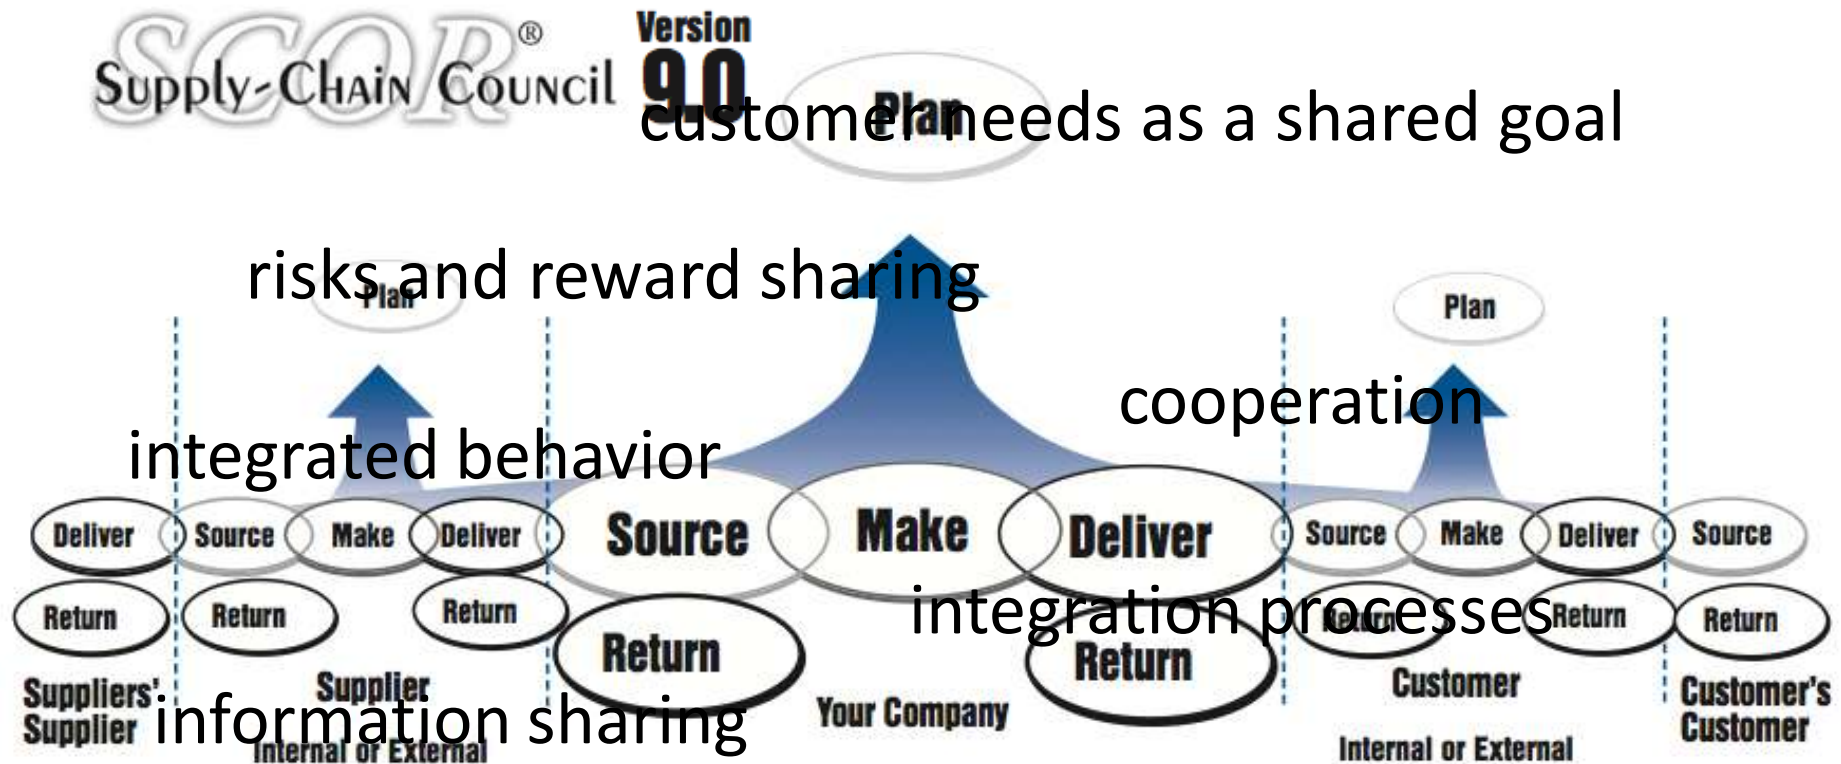 SCOR®
Supply-Chain Council
Version
9.0
Plan
customer needs as a shared goal
risks and reward sharing
Plan
Plan
cooperation
integrated behavior
Deliver Source Make Deliver Source Make Deliver Source Make Deliver Source
integration processes
Return Return Return Return Return Return Return Return
Suppliers'
Supplier
Supplier
information sharing
Internal or External
Your Company
Customer
Internal or External
Customer's
Customer